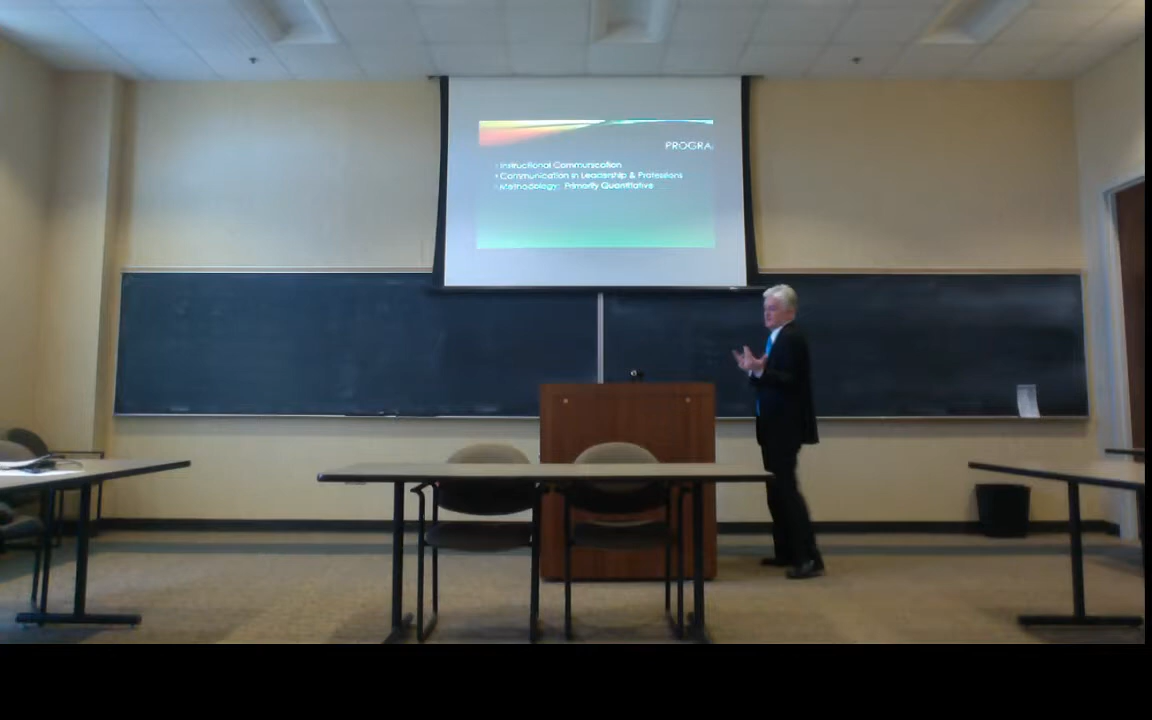 PROGRA
Instructional Communication
Communication in Leadership & Professions
Methodology: Primarily Quantitative